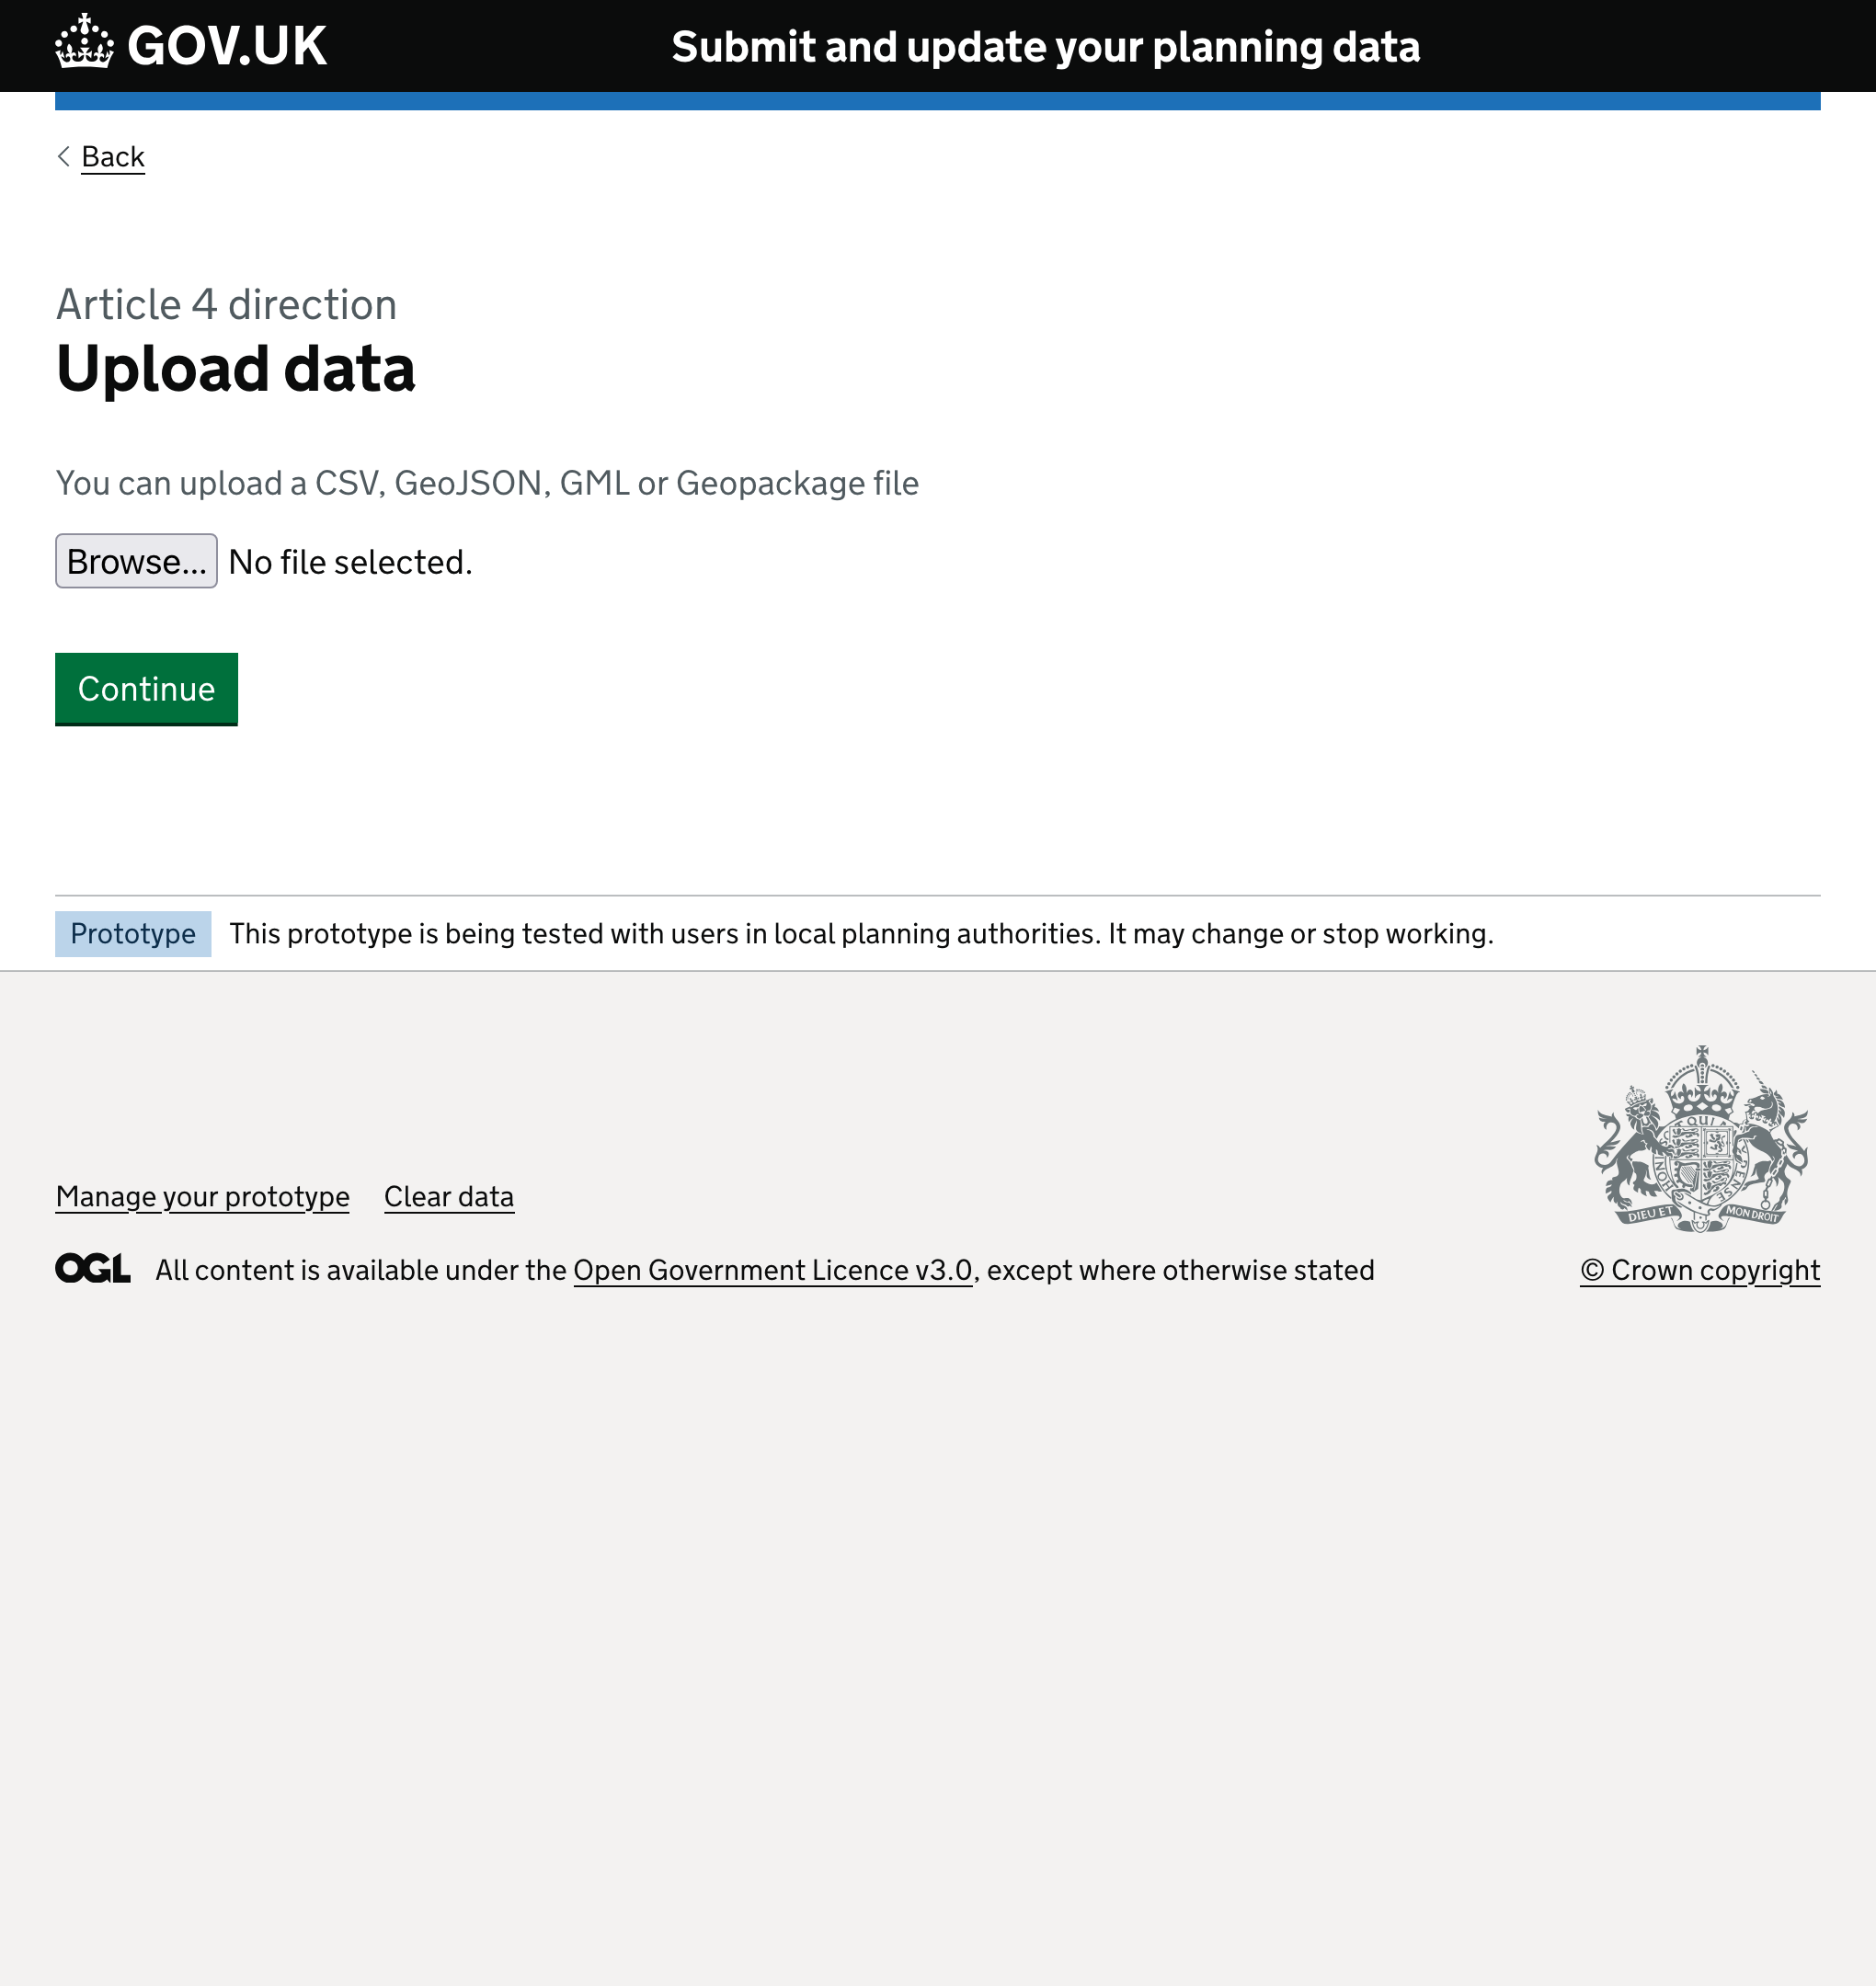 GOV.UK
Submit and update your planning data
Back
Article 4 direction
Upload data
You can upload a CSV, GeoJSON, GML or Geopackage file
Browse... No file selected.
Continue
Prototype This prototype is being tested with users in local planning authorities. It may change or stop working.
Manage your prototype Clear data
OGL All content is available under the Open Government Licence v3.0, except where otherwise stated
DIEU ET MON DROIT
© Crown copyright